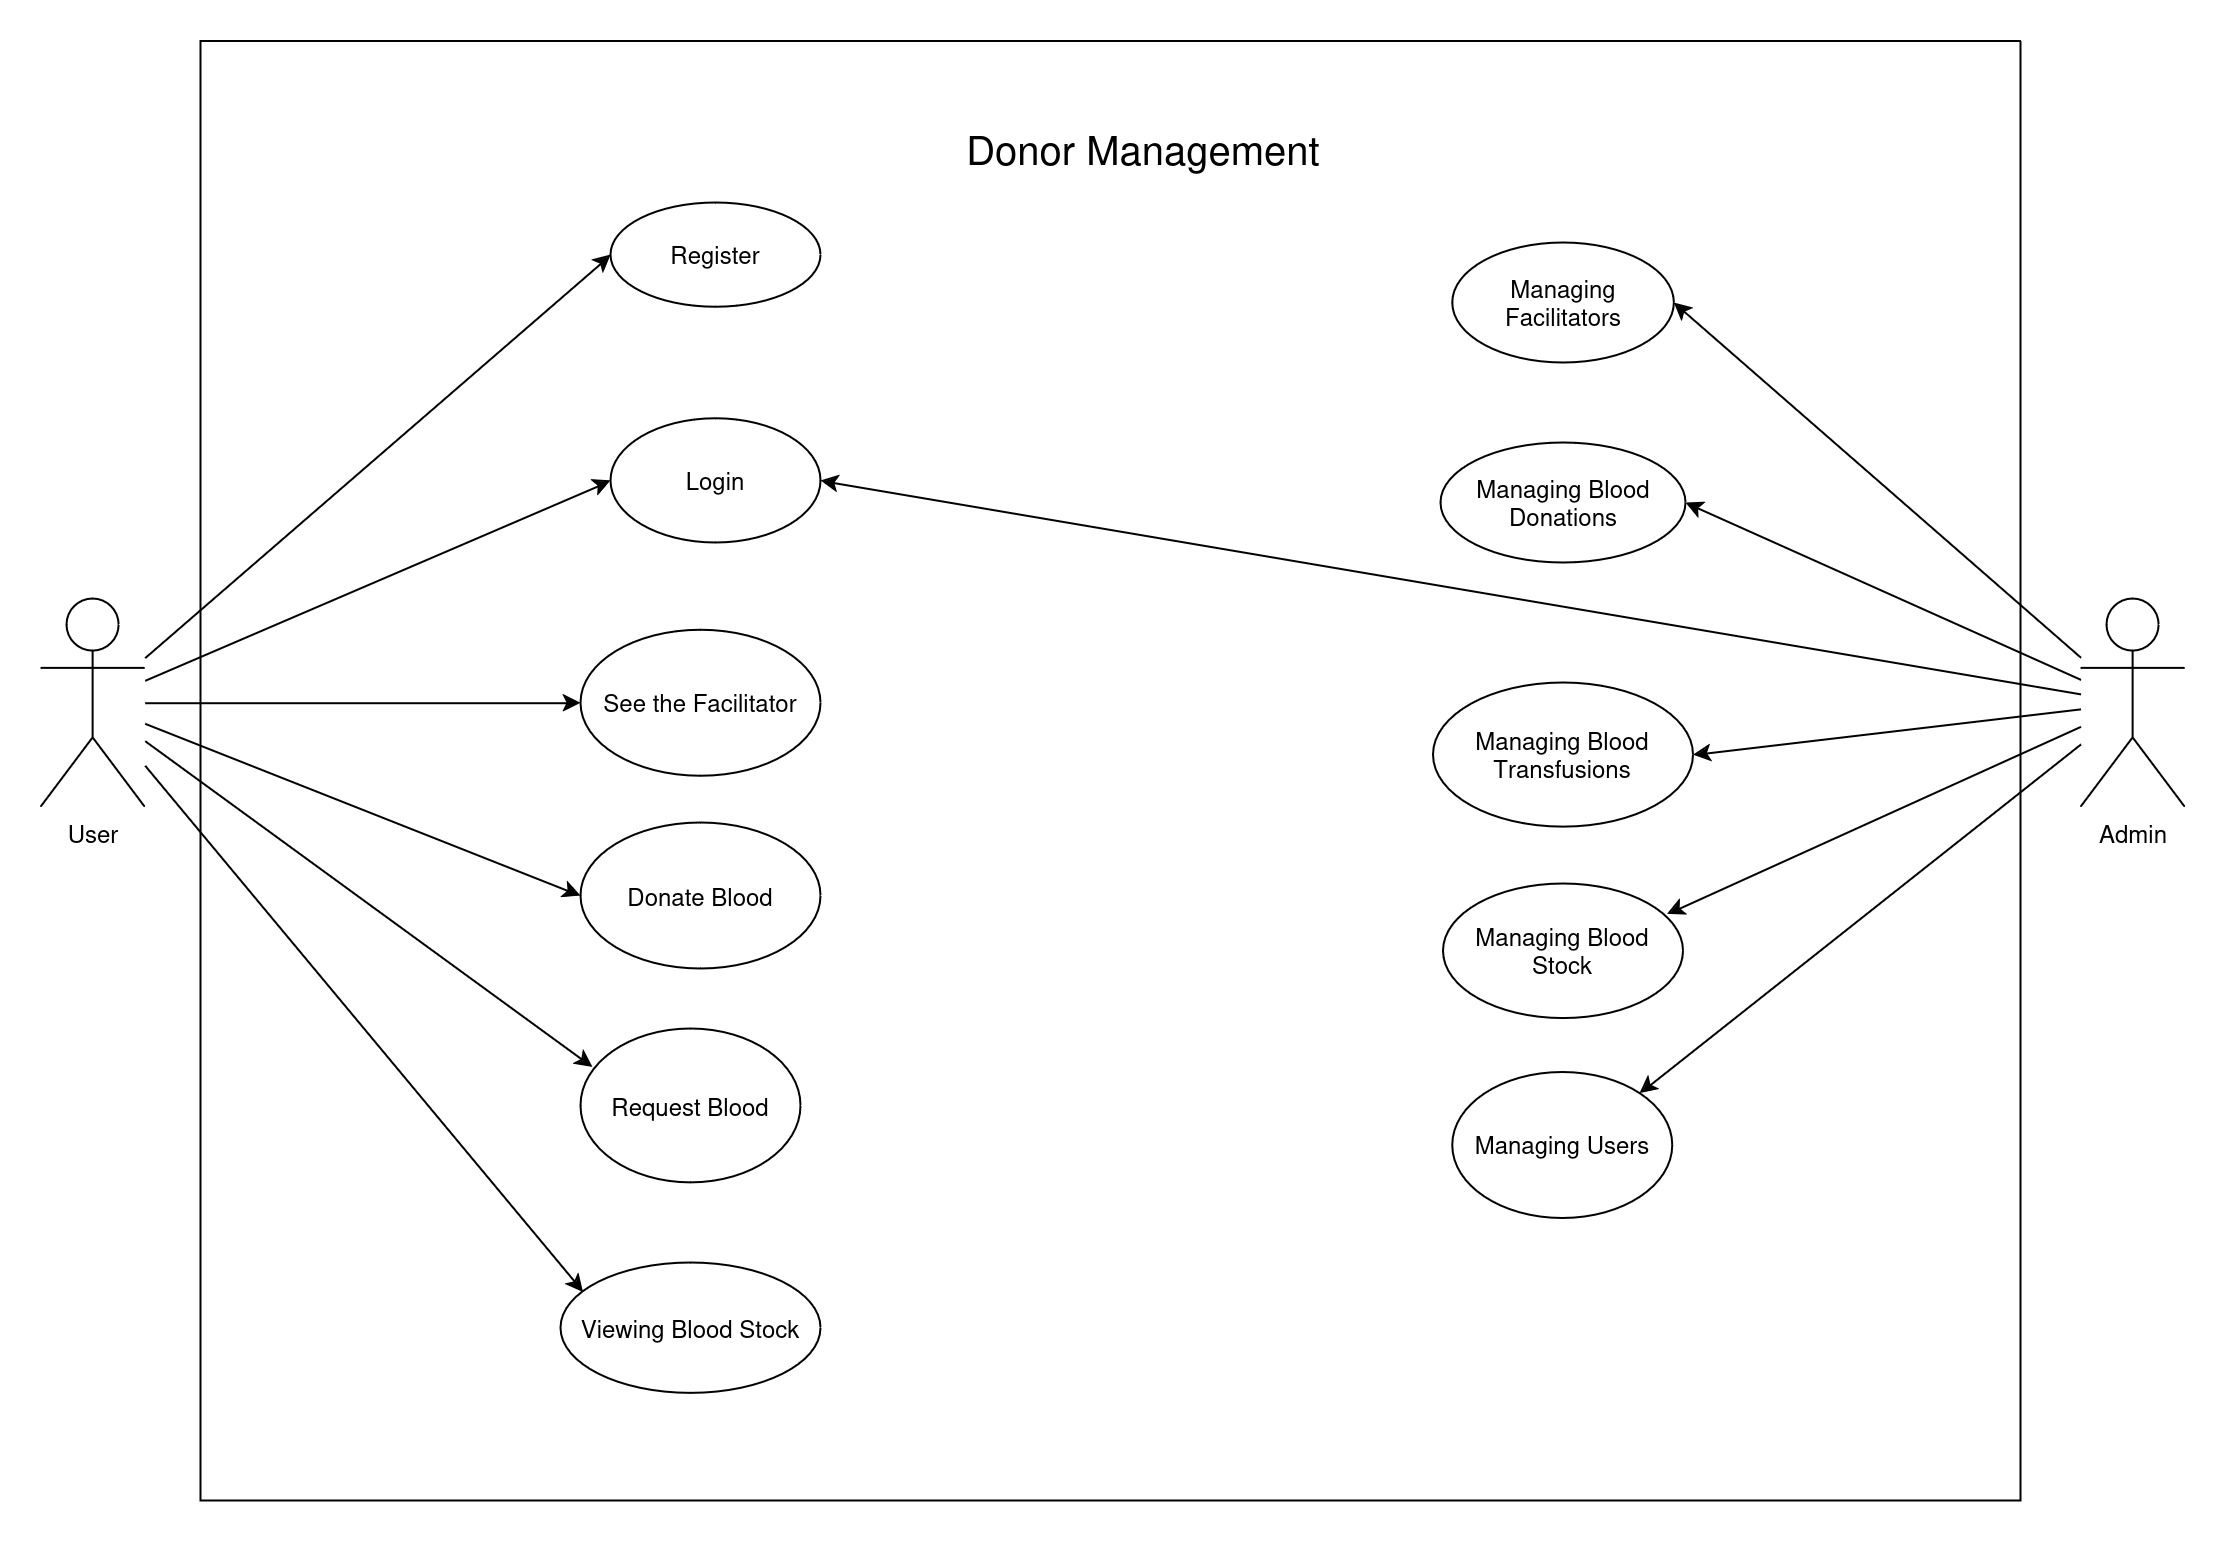 Donor Management
Register
Login
See the Facilitator
Donate Blood
Request Blood
Viewing Blood Stock
Managing
Facilitators
Managing Blood
Donations
Managing Blood
Transfusions
Managing Blood
Stock
Managing Users
User
Admin